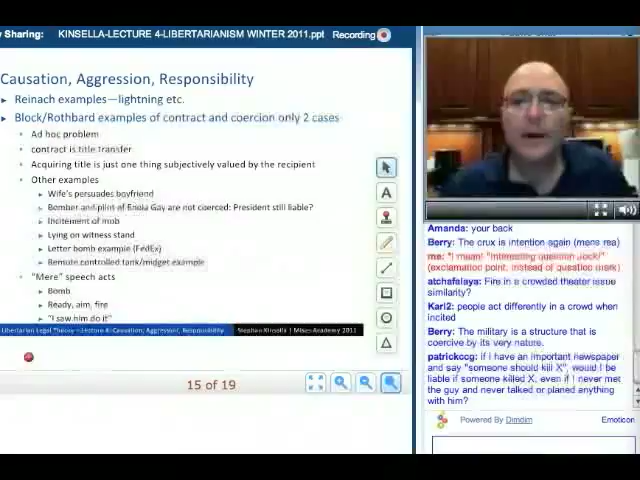 y Sharing: KINSELLA-LECTURE 4-LIBERTARIANISM WINTER 2011.ppt Recording
Causation, Aggression, Responsibility
Reinach examples—lightning etc.
Block/Rothbard examples of contract and coercion only 2 cases
Ad hoc problem
contract is title transfer
Acquiring title is just one thing subjectively valued by the recipient
Other examples
Wife's persuades boyfriend
Bomber and pilot of Enola Gay are not coerced: President still liable?
Incitement of mob
Lying on witness stand
Letter bomb example (FedEx)
Remote controlled tank/midget example
"Mere" speech acts
Bomb
Ready, aim, fire
"I saw him do it"
Libertarian Legal Theory - Lecture 4: Causation, Aggression, Responsibility Stephan Kinsella | Mises Academy 2011
15 of 19
Amanda: your back
Berry: The crux is intention again (mens rea)
me: "I mean! "Interesting question Jock!"
(exclamation point, instead of question mark)
atchafalaya: Fire in a crowded theater issue
similarity?
Karl2: people act differently in a crowd when
incited
Berry: The military is a structure that is
coercive by its very nature.
patrickccg: if I have an important newspaper
and say "someone should kill X", would I be
liable if someone killed X, even if I never met
the guy and never talked or planed anything
with him?
Powered By Dimdim Emoticon